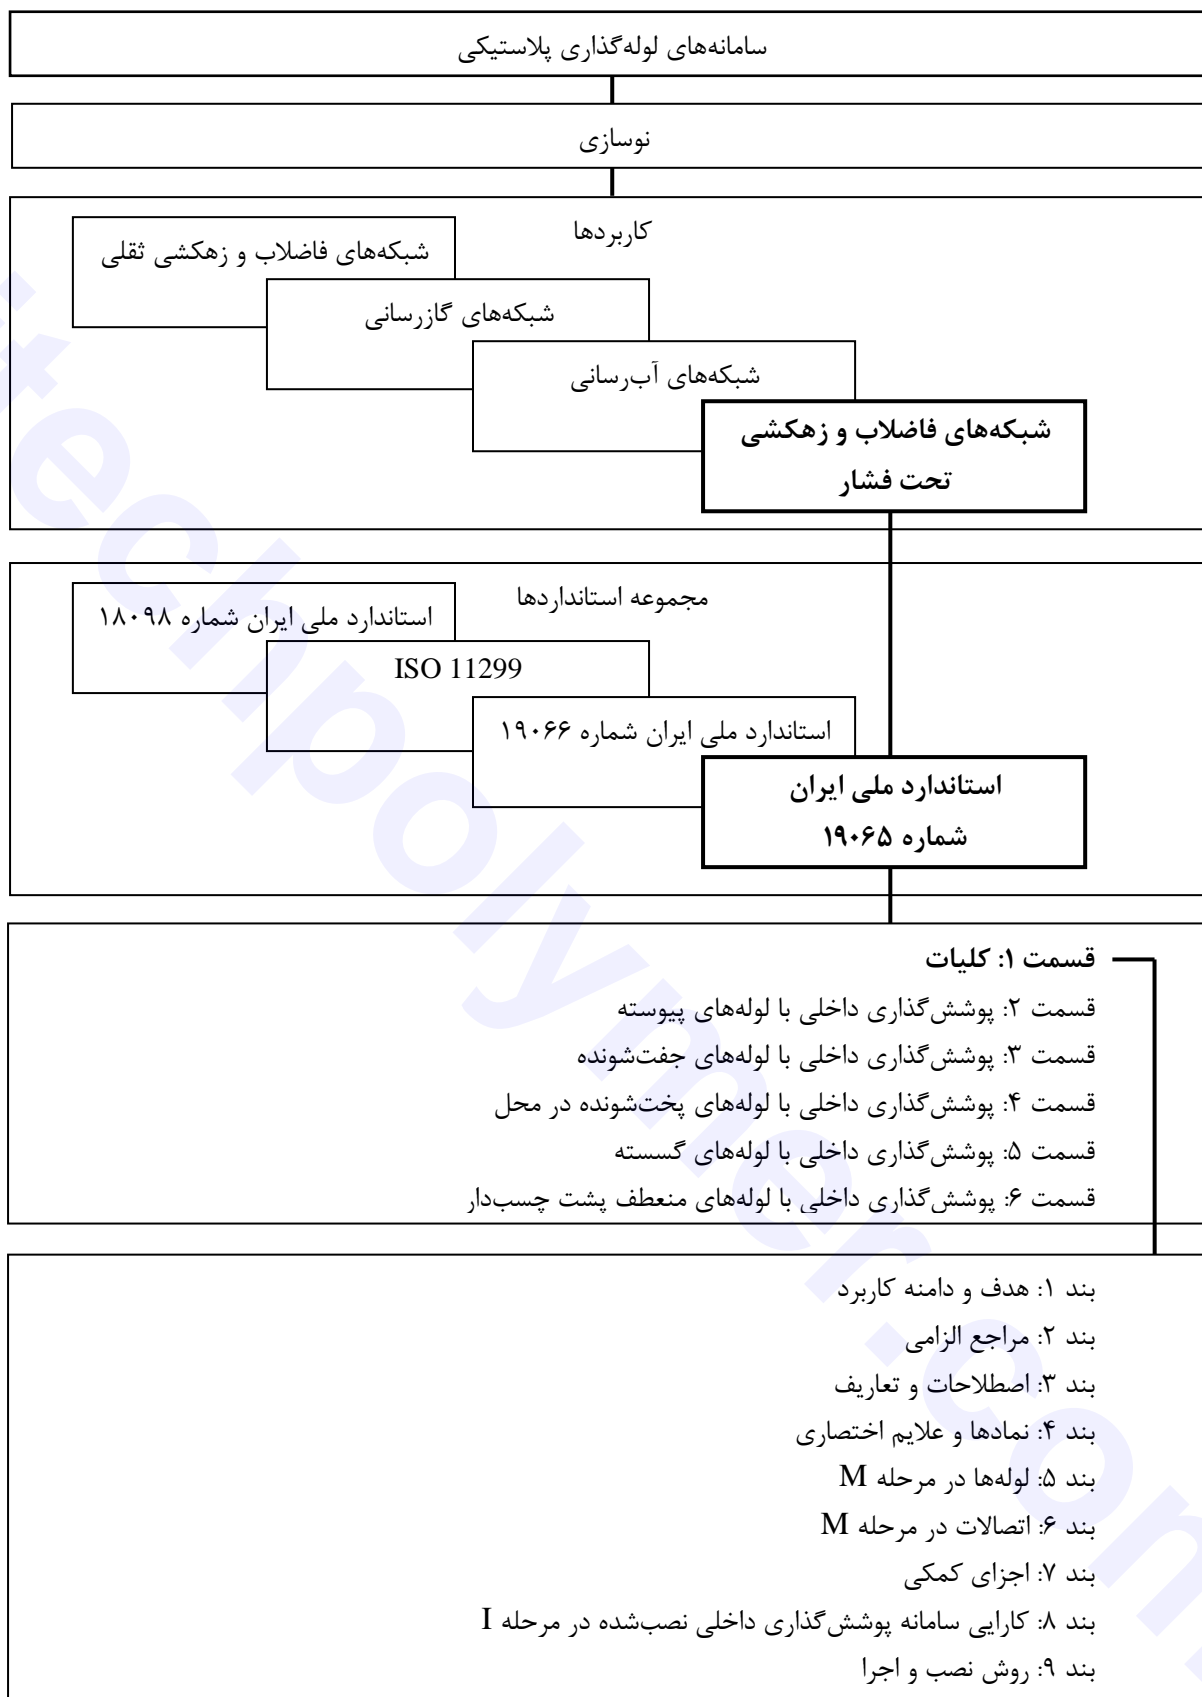 سامانه‌های لوله‌گذاری پلاستیکی
نوسازی
کاربردها
شبکه‌های فاضلاب و زهکشی ثقلی
شبکه‌های گازرسانی
شبکه‌های آب‌رسانی
شبکه‌های فاضلاب و زهکشی
تحت فشار
مجموعه استانداردها
استاندارد ملی ایران شماره ۱۸۰۹۸
ISO 11299
استاندارد ملی ایران شماره ۱۹۰۶۶
استاندارد ملی ایران
شماره ۱۹۰۶۵
قسمت ۱: کلیات
قسمت ۲: پوشش‌گذاری داخلی با لوله‌های پیوسته
قسمت ۳: پوشش‌گذاری داخلی با لوله‌های جفت‌شونده
قسمت ۴: پوشش‌گذاری داخلی با لوله‌های پخت‌شونده در محل
قسمت ۵: پوشش‌گذاری داخلی با لوله‌های گسسته
قسمت ۶: پوشش‌گذاری داخلی با لوله‌های منعطف پشت چسب‌دار
بند ۱: هدف و دامنه کاربرد
بند ۲: مراجع الزامی
بند ۳: اصطلاحات و تعاریف
بند ۴: نمادها و علایم اختصاری
بند ۵: لوله‌ها در مرحله M
بند ۶: اتصالات در مرحله M
بند ۷: اجزای کمکی
بند ۸: کارایی سامانه پوشش‌گذاری داخلی نصب‌شده در مرحله I
بند ۹: روش نصب و اجرا
itechpolymer.com